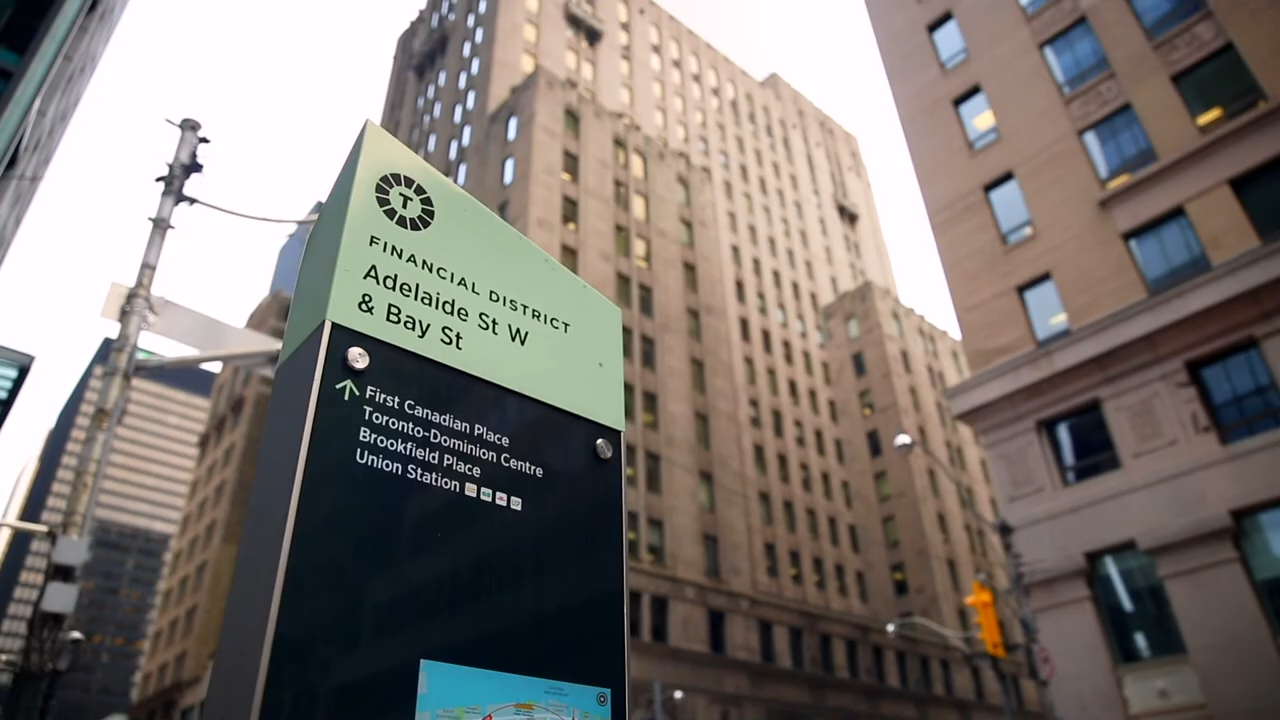 T
FINANCIAL DISTRICT
Adelaide St W
& Bay St
First Canadian Place
Toronto-Dominion Centre
Brookfield Place
Union Station